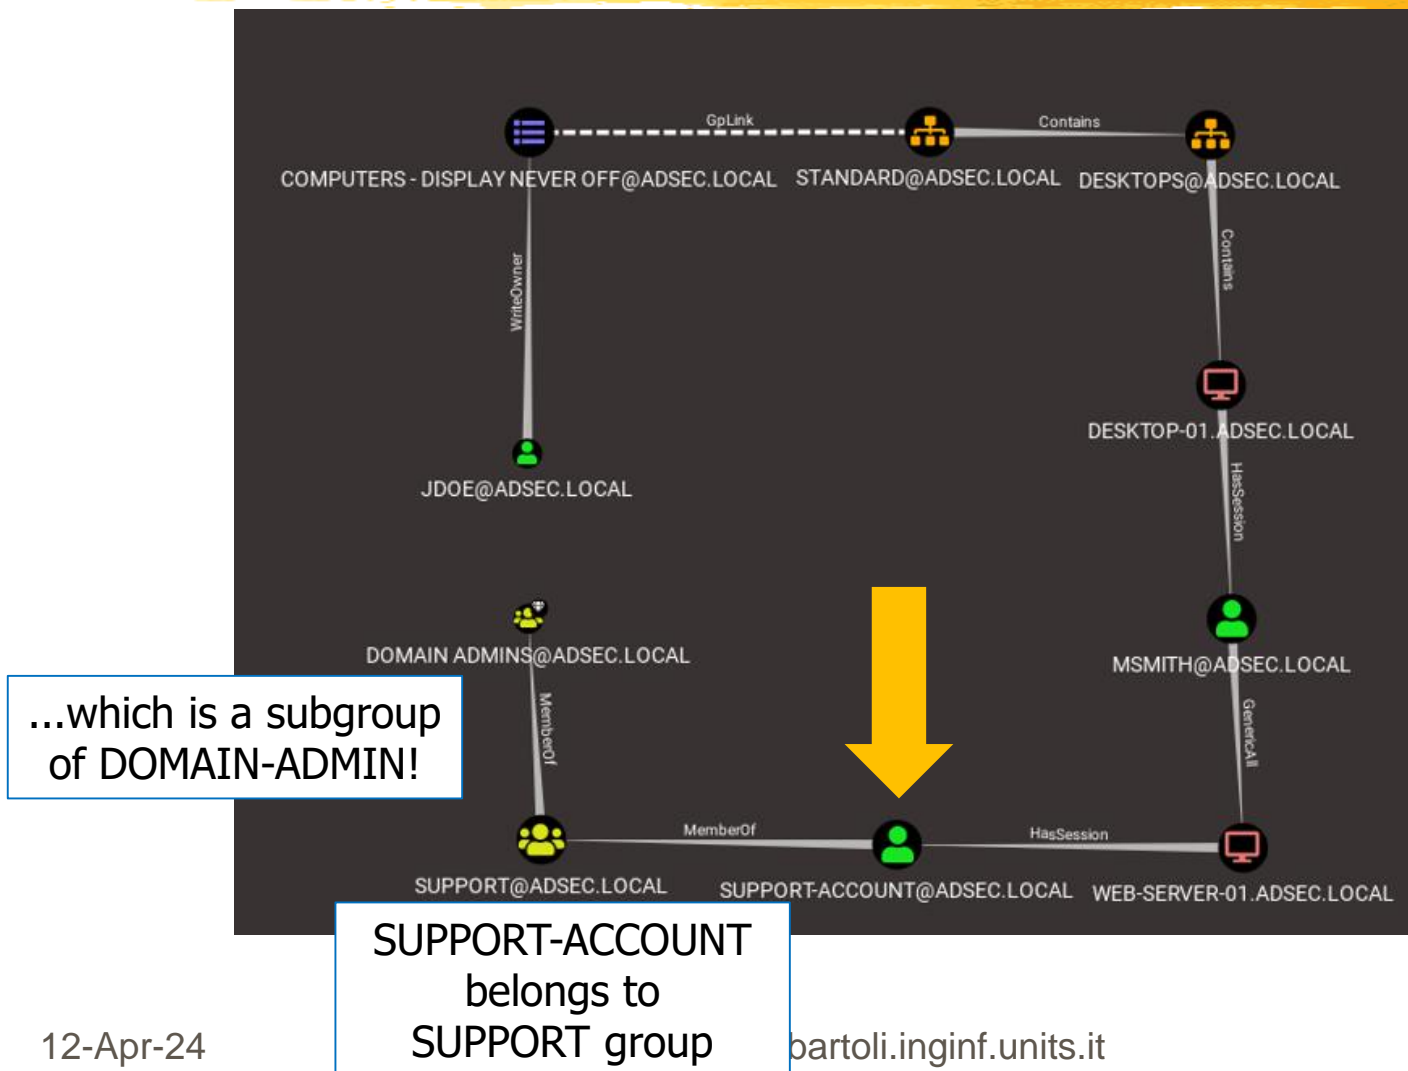 GpLink
Contains
COMPUTERS - DISPLAY NEVER OFF@ADSEC.LOCAL
STANDARD@ADSEC.LOCAL
DESKTOPS@ADSEC.LOCAL
WriteOwner
Contains
JDOE@ADSEC.LOCAL
DESKTOP-01.ADSEC.LOCAL
HasSession
DOMAIN ADMINS@ADSEC.LOCAL
MSMITH@ADSEC.LOCAL
...which is a subgroup
of DOMAIN-ADMIN!
MemberOf
GenericAll
MemberOf
HasSession
SUPPORT@ADSEC.LOCAL
SUPPORT-ACCOUNT@ADSEC.LOCAL
WEB-SERVER-01.ADSEC.LOCAL
SUPPORT-ACCOUNT
belongs to
SUPPORT group
12-Apr-24
bartoli.inginf.units.it